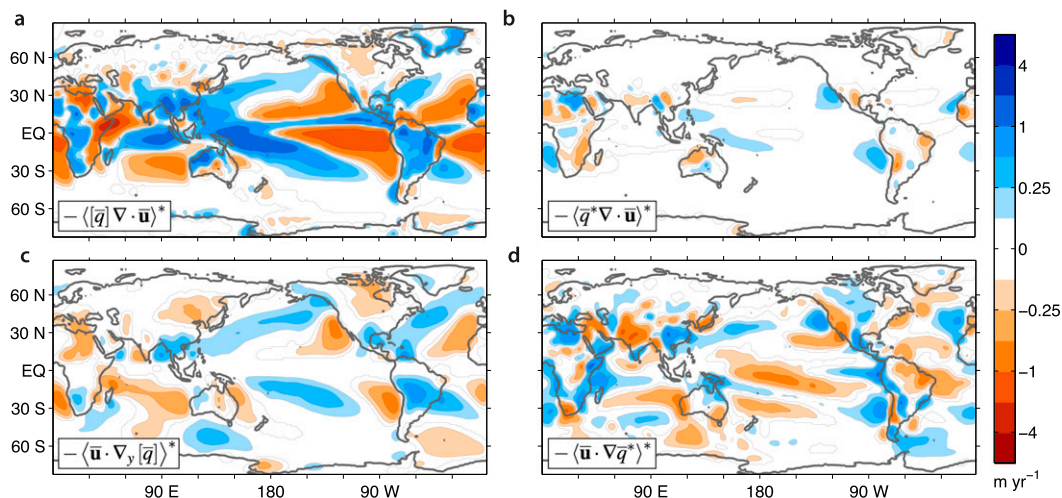 a
b
60 N
30 N
EQ
30 S
60 S
− ⟨[q̅] ∇ · u̅⟩*
− ⟨q̅* ∇ · u̅⟩*
c
d
60 N
30 N
EQ
30 S
60 S
− ⟨u̅ · ∇y [q̅]⟩*
− ⟨u̅ · ∇q̅*⟩*
90 E
180
90 W
90 E
180
90 W
4
1
0.25
0
−0.25
−1
−4
m yr−1